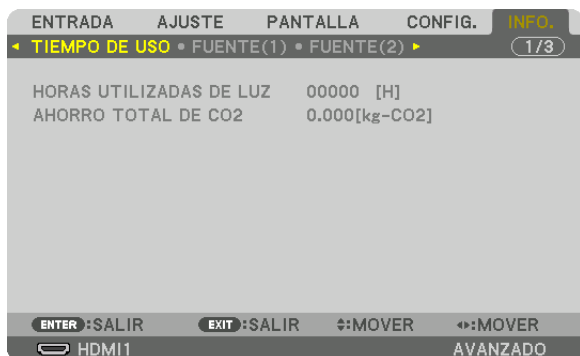 ENTRADA AJUSTE PANTALLA CONFIG. INFO.
TIEMPO DE USO • FUENTE(1) • FUENTE(2) 1/3
HORAS UTILIZADAS DE LUZ 00000 [H]
AHORRO TOTAL DE CO2 0.000[kg-CO2]
ENTER :SALIR EXIT :SALIR :MOVER :MOVER
HDMI1 AVANZADO